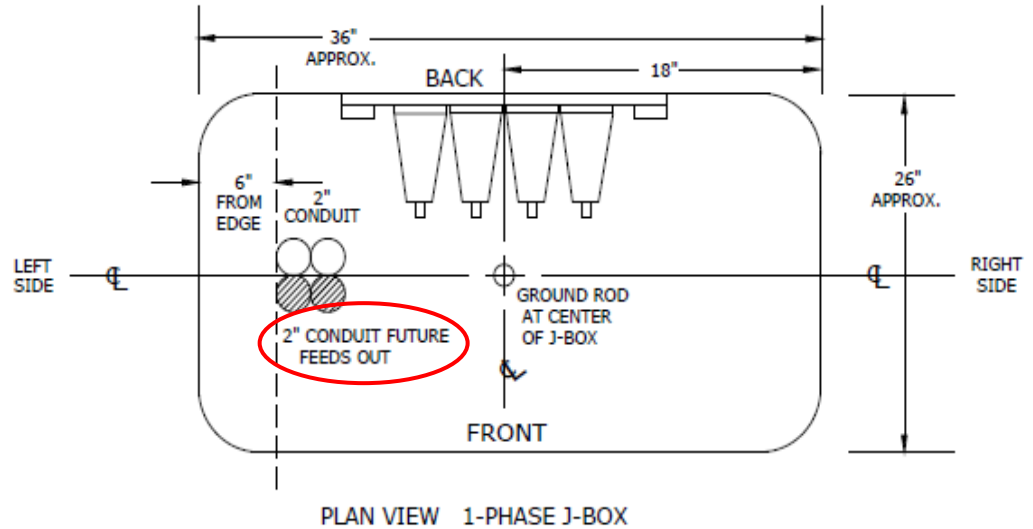 36"
APPROX.
BACK
18"
6"
FROM
EDGE
2"
CONDUIT
26"
APPROX.
LEFT
SIDE
℄
℄
RIGHT
SIDE
GROUND ROD
AT CENTER
OF J-BOX
2" CONDUIT FUTURE
FEEDS OUT
℄
FRONT
PLAN VIEW 1-PHASE J-BOX